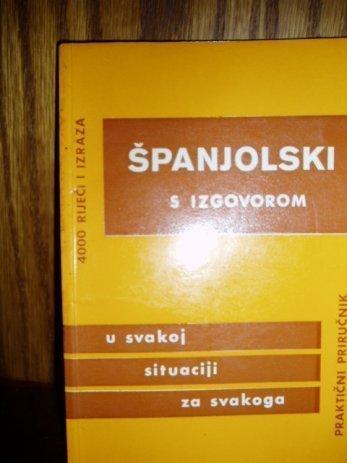 4000 RIJEČI I IZRAZA
ŠPANJOLSKI
S IZGOVOROM
u svakoj
situaciji
za svakoga
PRAKTIČNI PRIRUČNIK